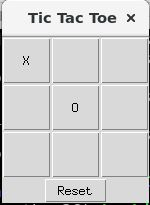 Tic Tac Toe ×
X
O
Reset